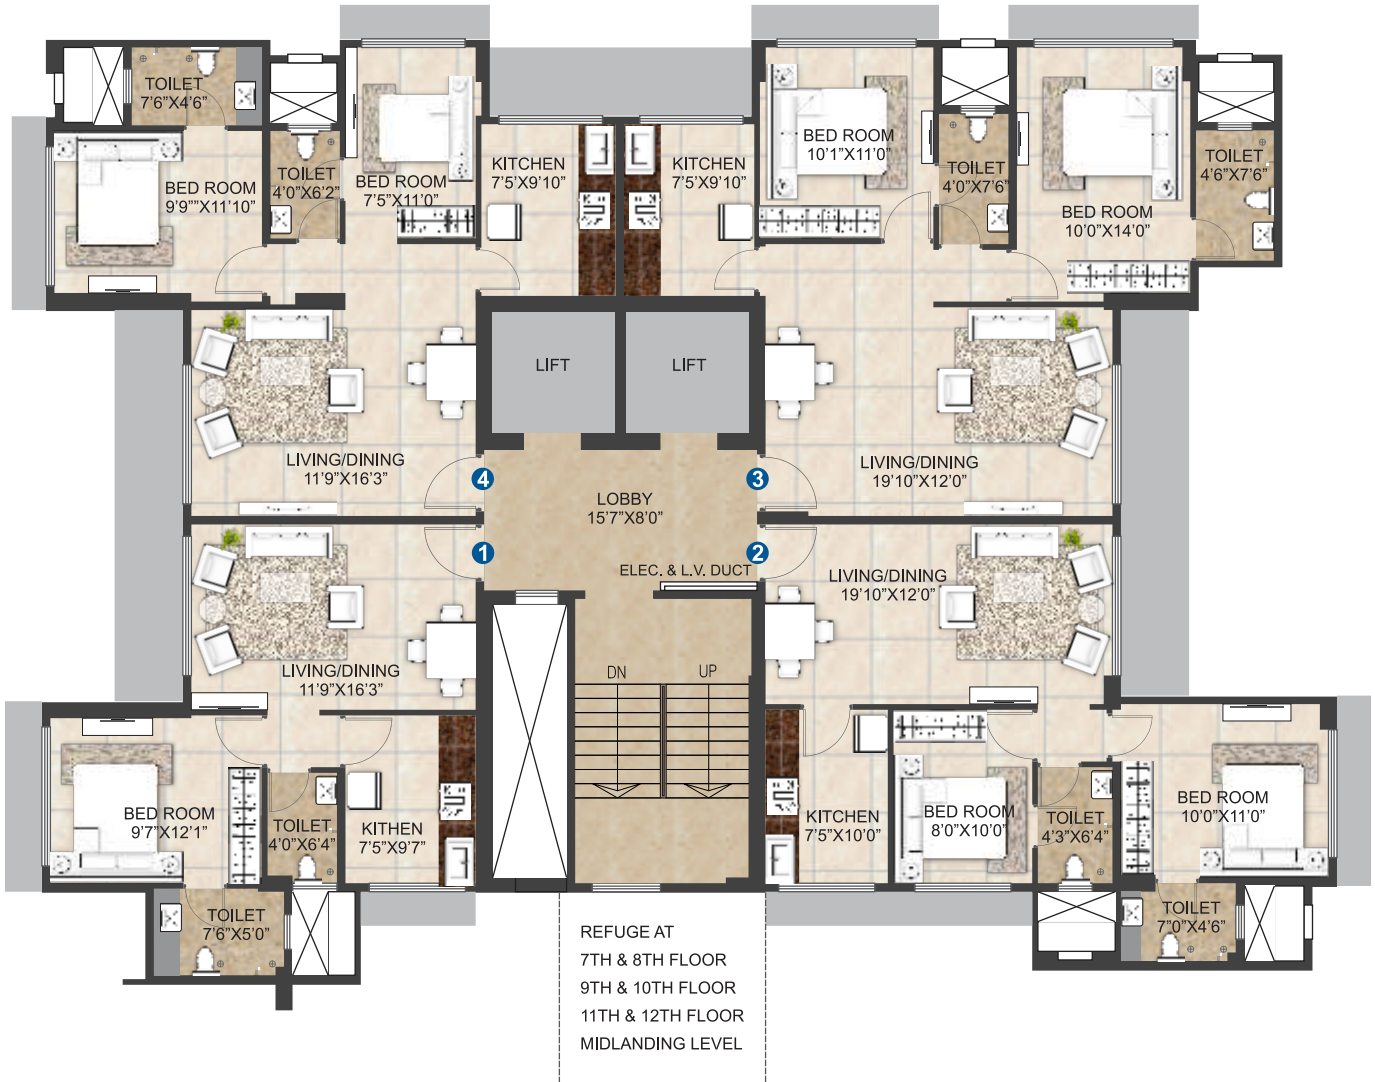 TOILET
7'6"X4'6"
BED ROOM
9'9""X11'10"
TOILET
4'0"X6'2"
BED ROOM
7'5"X11'0"
KITCHEN
7'5"X9'10"
KITCHEN
7'5"X9'10"
BED ROOM
10'1"X11'0"
TOILET
4'0"X7'6"
BED ROOM
10'0"X14'0"
TOILET
4'6"X7'6"
LIFT
LIFT
LIVING/DINING
11'9"X16'3"
4
LOBBY
15'7"X8'0"
3
LIVING/DINING
19'10"X12'0"
1
2
ELEC. & L.V. DUCT
LIVING/DINING
11'9"X16'3"
LIVING/DINING
19'10"X12'0"
DN
UP
BED ROOM
9'7"X12'1"
TOILET
4'0"X6'4"
KITHEN
7'5"X9'7"
KITCHEN
7'5"X10'0"
BED ROOM
8'0"X10'0"
TOILET
4'3"X6'4"
BED ROOM
10'0"X11'0"
TOILET
7'6"X5'0"
TOILET
7"0"X4'6"
REFUGE AT
7TH & 8TH FLOOR
9TH & 10TH FLOOR
11TH & 12TH FLOOR
MIDLANDING LEVEL